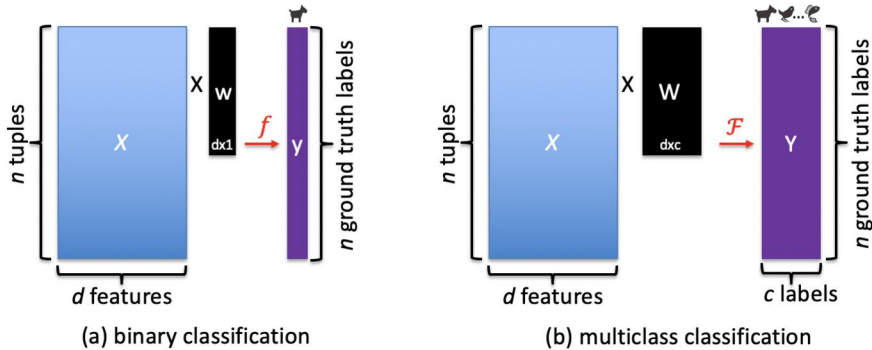 n tuples
X
X
w
dx1
f
y
n ground truth labels
d features
(a) binary classification
n tuples
X
X
W
dxc
ℱ
Y
n ground truth labels
d features
c labels
(b) multiclass classification